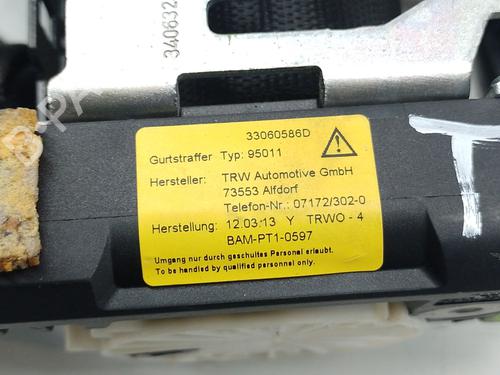 340632
33060586D
Gurtstraffer Typ: 95011
Hersteller: TRW Automotive GmbH
73553 Alfdorf
Telefon-Nr.: 07172/302-0
Herstellung: 12.03.13 Y TRWO - 4
BAM-PT1-0597
Umgang nur durch geschultes Personal erlaubt.
To be handled by qualified personnel only.